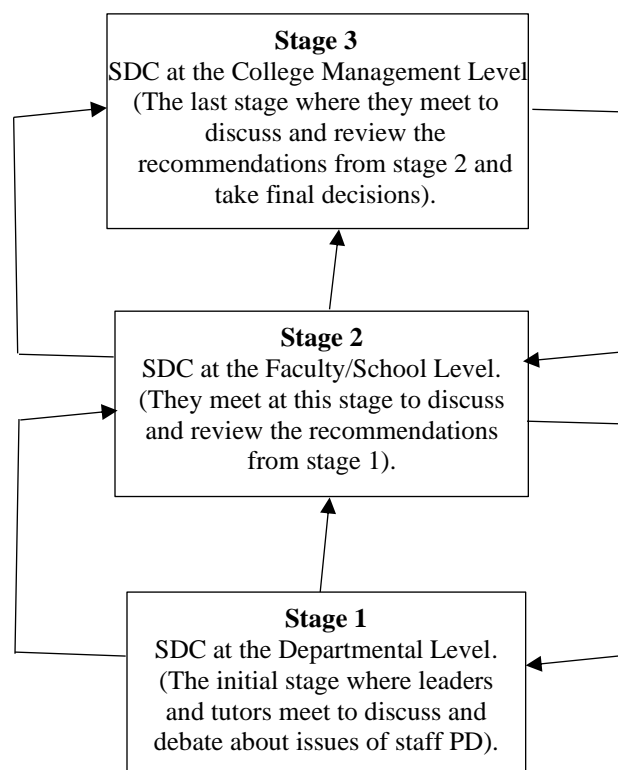 Stage 3
SDC at the College Management Level
(The last stage where they meet to
discuss and review the
recommendations from stage 2 and
take final decisions).
Stage 2
SDC at the Faculty/School Level.
(They meet at this stage to discuss
and review the recommendations
from stage 1).
Stage 1
SDC at the Departmental Level.
(The initial stage where leaders
and tutors meet to discuss and
debate about issues of staff PD).